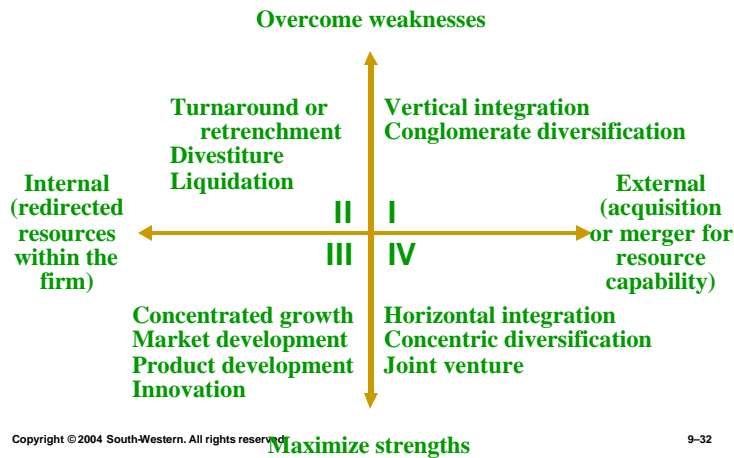 Overcome weaknesses
Turnaround or
retrenchment
Divestiture
Liquidation
Vertical integration
Conglomerate diversification
Internal
(redirected
resources
within the
firm)
External
(acquisition
or merger for
resource
capability)
II
I
III
IV
Concentrated growth
Market development
Product development
Innovation
Horizontal integration
Concentric diversification
Joint venture
Maximize strengths
Copyright © 2004 South-Western. All rights reserved.
9–32